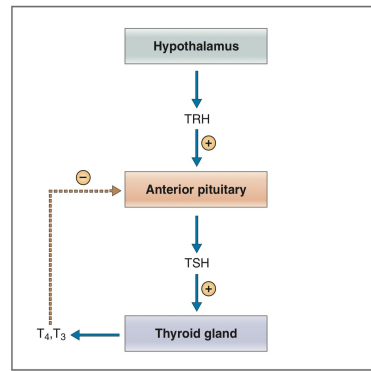 Hypothalamus
TRH
+
−
Anterior pituitary
TSH
+
T₄,T₃
Thyroid gland